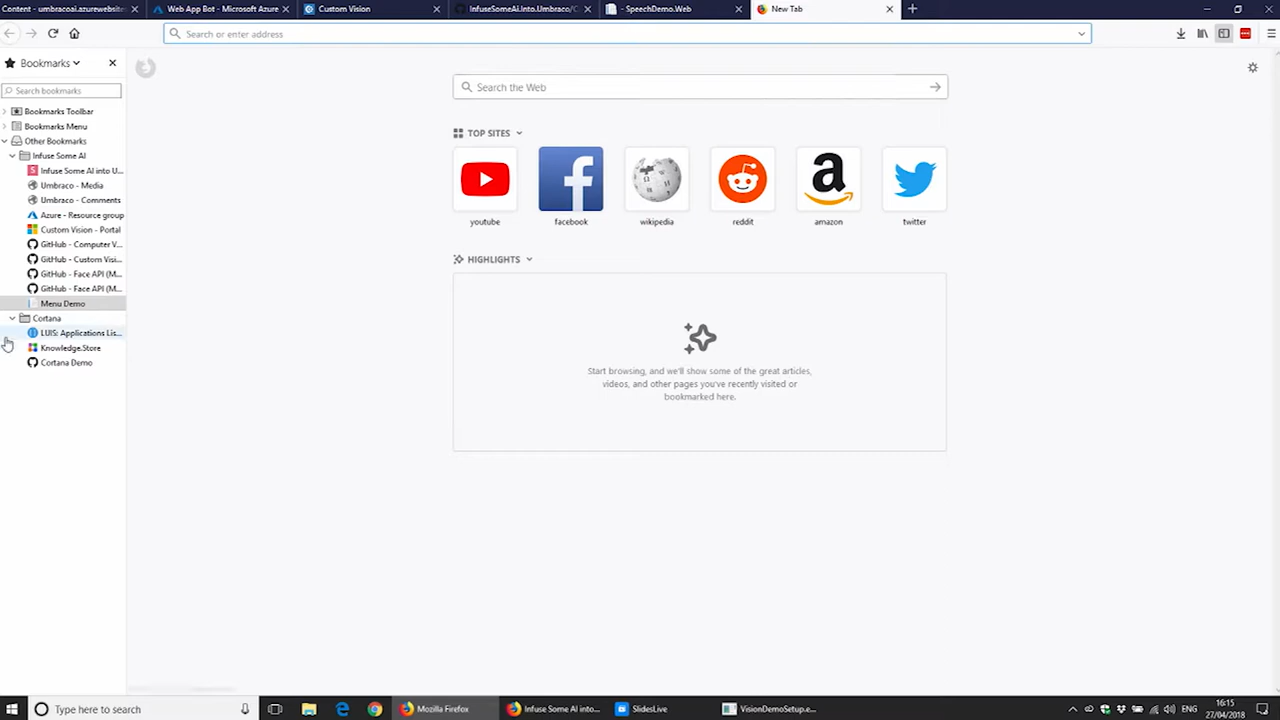 Content - umbracoai.azurewebsite
Web App Bot - Microsoft Azure
Custom Vision
InfuseSomeAI.Into.Umbraco/C
- SpeechDemo.Web
New Tab
Search or enter address
Bookmarks
Search bookmarks
Search the Web
Bookmarks Toolbar
Bookmarks Menu
Other Bookmarks
Infuse Some AI
Infuse Some AI into U...
Umbraco - Media
Umbraco - Comments
Azure - Resource group
Custom Vision - Portal
GitHub - Computer V...
GitHub - Custom Visi...
GitHub - Face API (M...
GitHub - Face API (M...
Menu Demo
Cortana
LUIS: Applications Lis...
Knowledge.Store
Cortana Demo
TOP SITES
youtube
facebook
wikipedia
reddit
amazon
twitter
HIGHLIGHTS
Start browsing, and we'll show some of the great articles,
videos, and other pages you've recently visited or
bookmarked here.
Type here to search
Mozilla Firefox
Infuse Some AI into...
SlidesLive
VisionDemoSetup.e...
ENG
16:15
27/04/2018